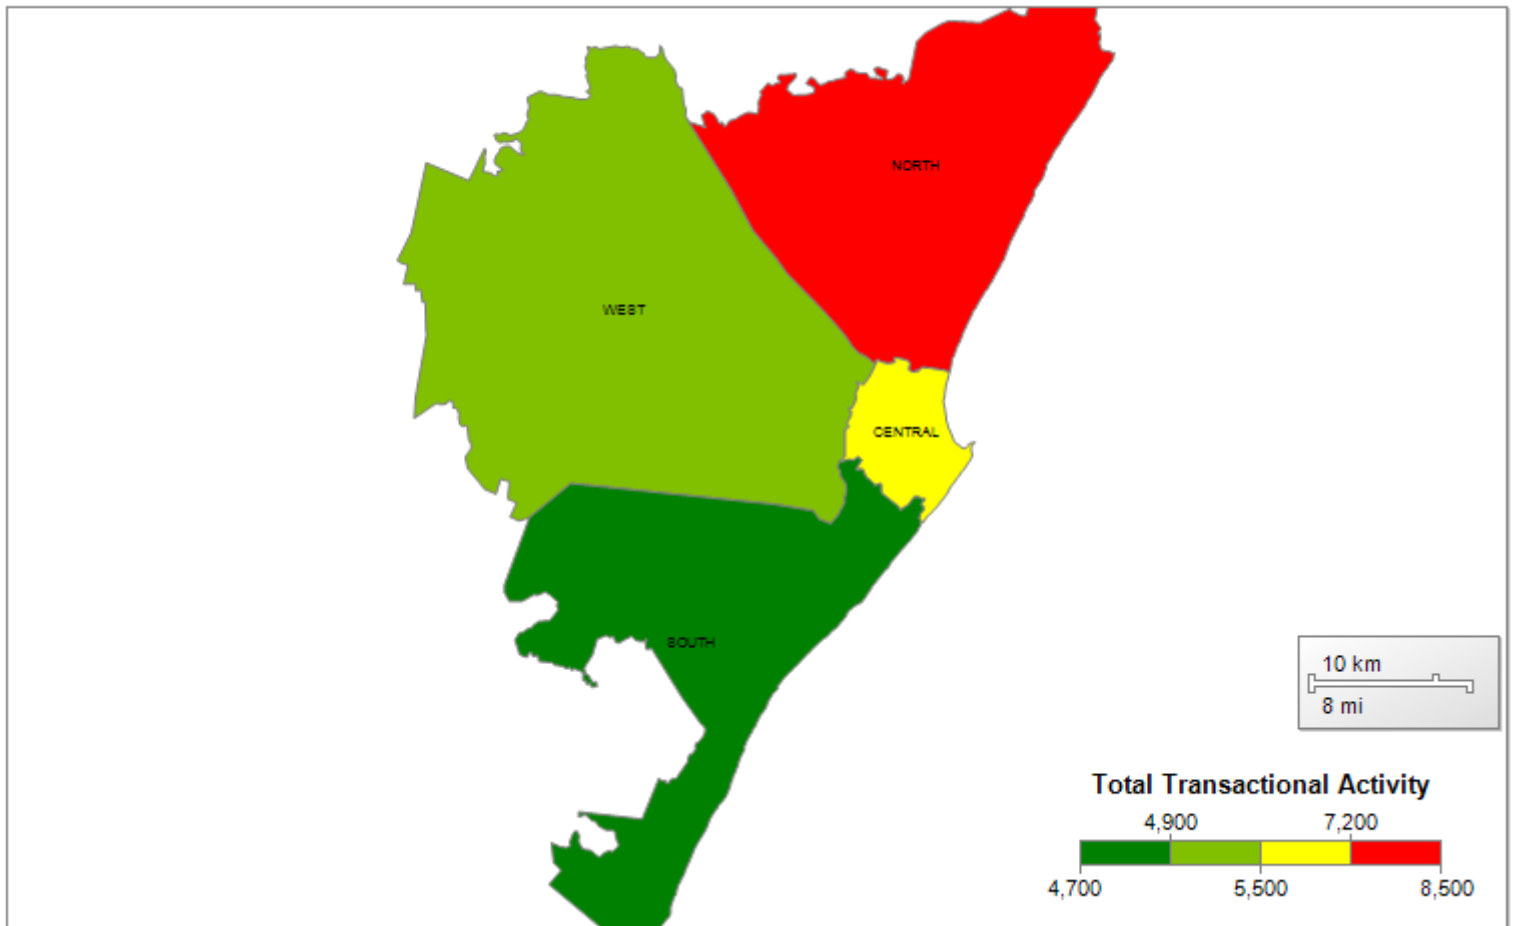 NORTH
WEST
CENTRAL
SOUTH
10 km
8 mi
Total Transactional Activity
4,900 7,200
4,700 5,500 8,500